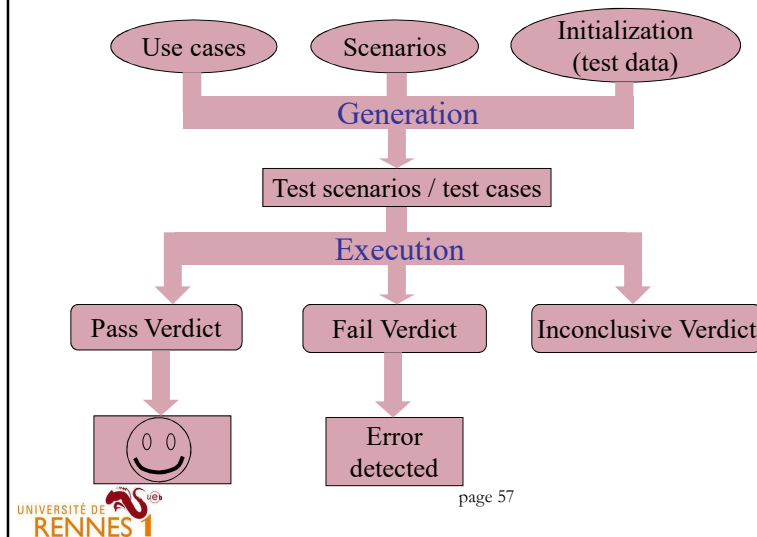 Use cases
Scenarios
Initialization
(test data)
Generation
Test scenarios / test cases
Execution
Pass Verdict
Fail Verdict
Inconclusive Verdict
Error
detected
page 57
ueb
UNIVERSITÉ DE
RENNES 1